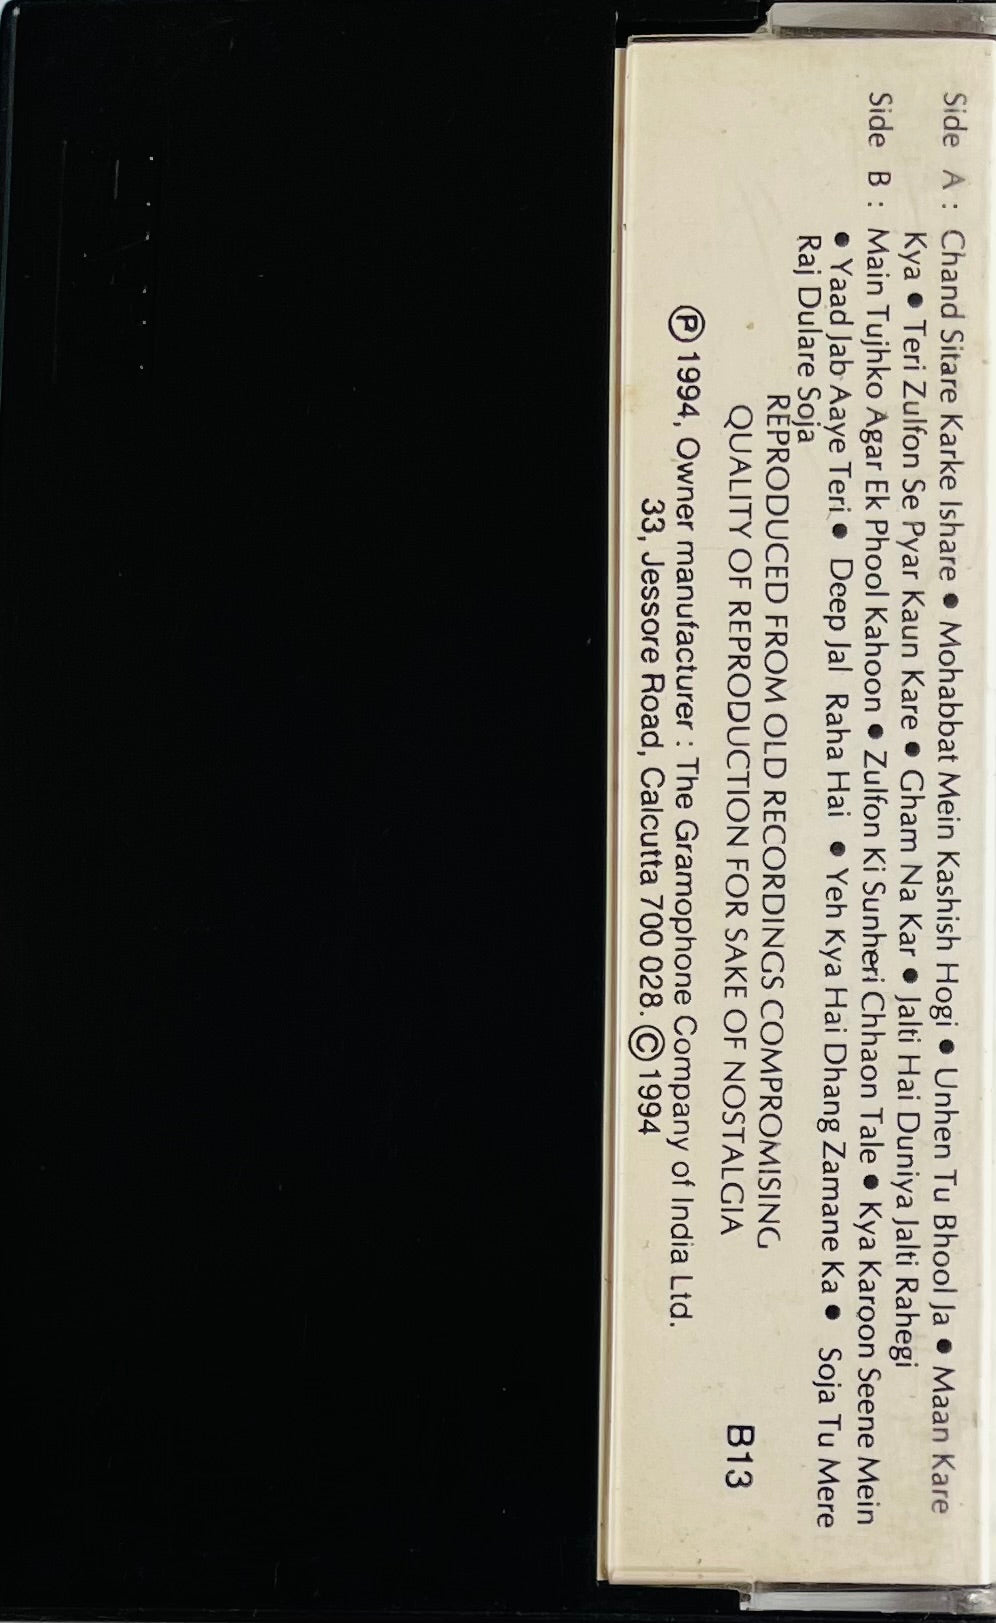 Side A : Chand Sitare Karke Ishare ● Mohabbat Mein Kashish Hogi ● Unhen Tu Bhool Ja ● Maan Kare
Kya ● Teri Zulfon Se Pyar Kaun Kare ● Gham Na Kar ● Jalti Hai Duniya Jalti Rahegi
Side B : Main Tujhko Agar Ek Phool Kahoon ● Zulfon Ki Sunheri Chhaon Tale ● Kya Karoon Seene Mein
● Yaad Jab Aaye Teri ● Deep Jal Raha Hai ● Yeh Kya Hai Dhang Zamane Ka ● Soja Tu Mere
Raj Dulare Soja
REPRODUCED FROM OLD RECORDINGS COMPROMISING
QUALITY OF REPRODUCTION FOR SAKE OF NOSTALGIA
B13
Ⓟ 1994, Owner manufacturer : The Gramophone Company of India Ltd.
33, Jessore Road, Calcutta 700 028. © 1994